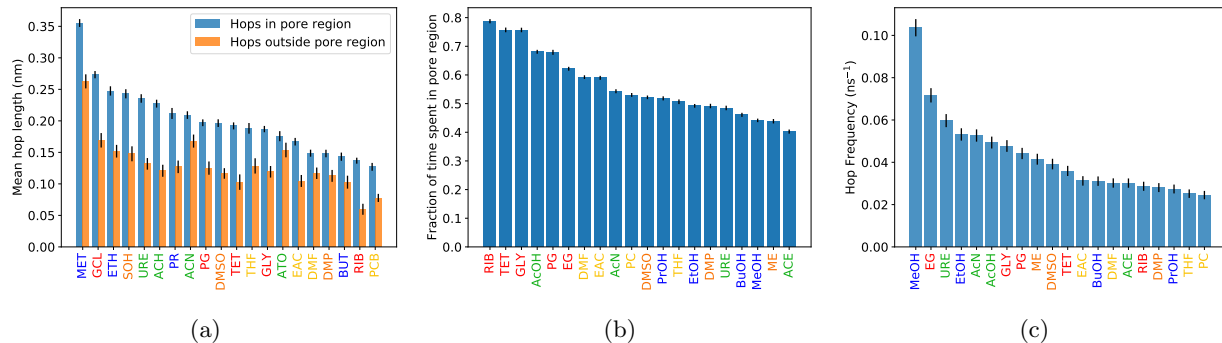 Mean hop length (nm)
0.35
0.30
0.25
0.20
0.15
0.10
0.05
0.00
Hops in pore region
Hops outside pore region
MET GCL ETH SOH URE ACH PR ACN PG DMSO TET THF GLY ATO EAC DMF DMP BUT RIB PCB
(a)
Fraction of time spent in pore region
0.8
0.7
0.6
0.5
0.4
0.3
0.2
0.1
0.0
RIB TET GLY AcOH PG EG DMF EAC AcN PC DMSO PrOH THF EtOH DMP URE BuOH MeOH ME ACE
(b)
Hop Frequency (ns⁻¹)
0.10
0.08
0.06
0.04
0.02
0.00
MeOH EG URE EtOH AcN AcOH GLY PG ME DMSO TET EAC BuOH DMF ACE RIB DMP PrOH THF PC
(c)